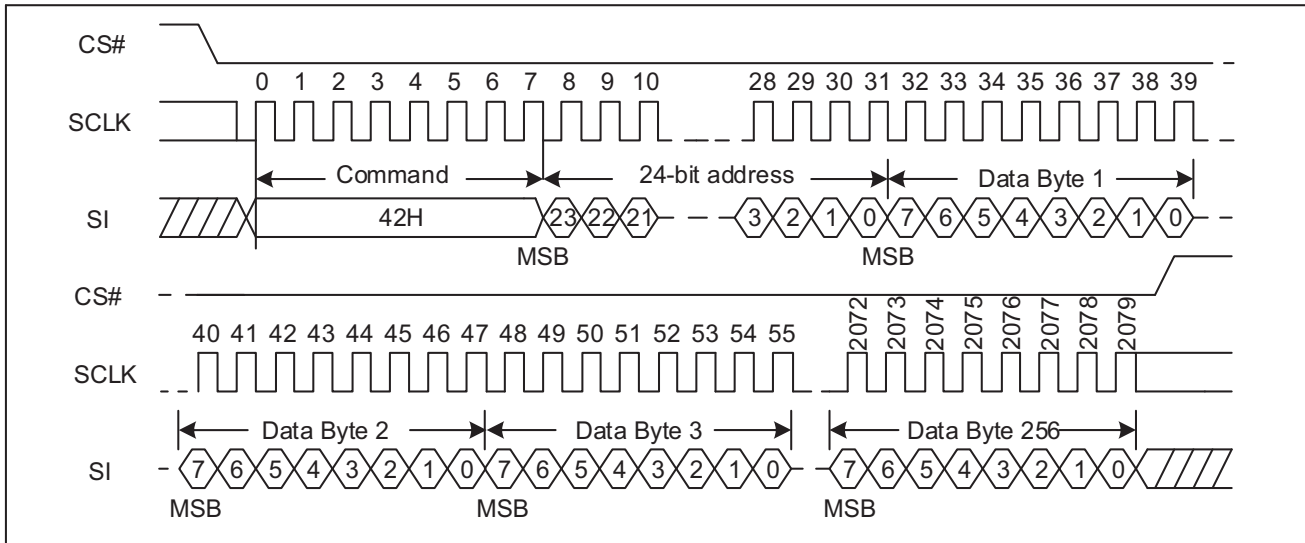 CS#
0 1 2 3 4 5 6 7 8 9 10 28 29 30 31 32 33 34 35 36 37 38 39
SCLK
Command 24-bit address Data Byte 1
SI 42H 23 22 21 3 2 1 0 7 6 5 4 3 2 1 0
MSB MSB
CS#
40 41 42 43 44 45 46 47 48 49 50 51 52 53 54 55 2072 2073 2074 2075 2076 2077 2078 2079
SCLK
Data Byte 2 Data Byte 3 Data Byte 256
SI 7 6 5 4 3 2 1 0 7 6 5 4 3 2 1 0 7 6 5 4 3 2 1 0
MSB MSB MSB